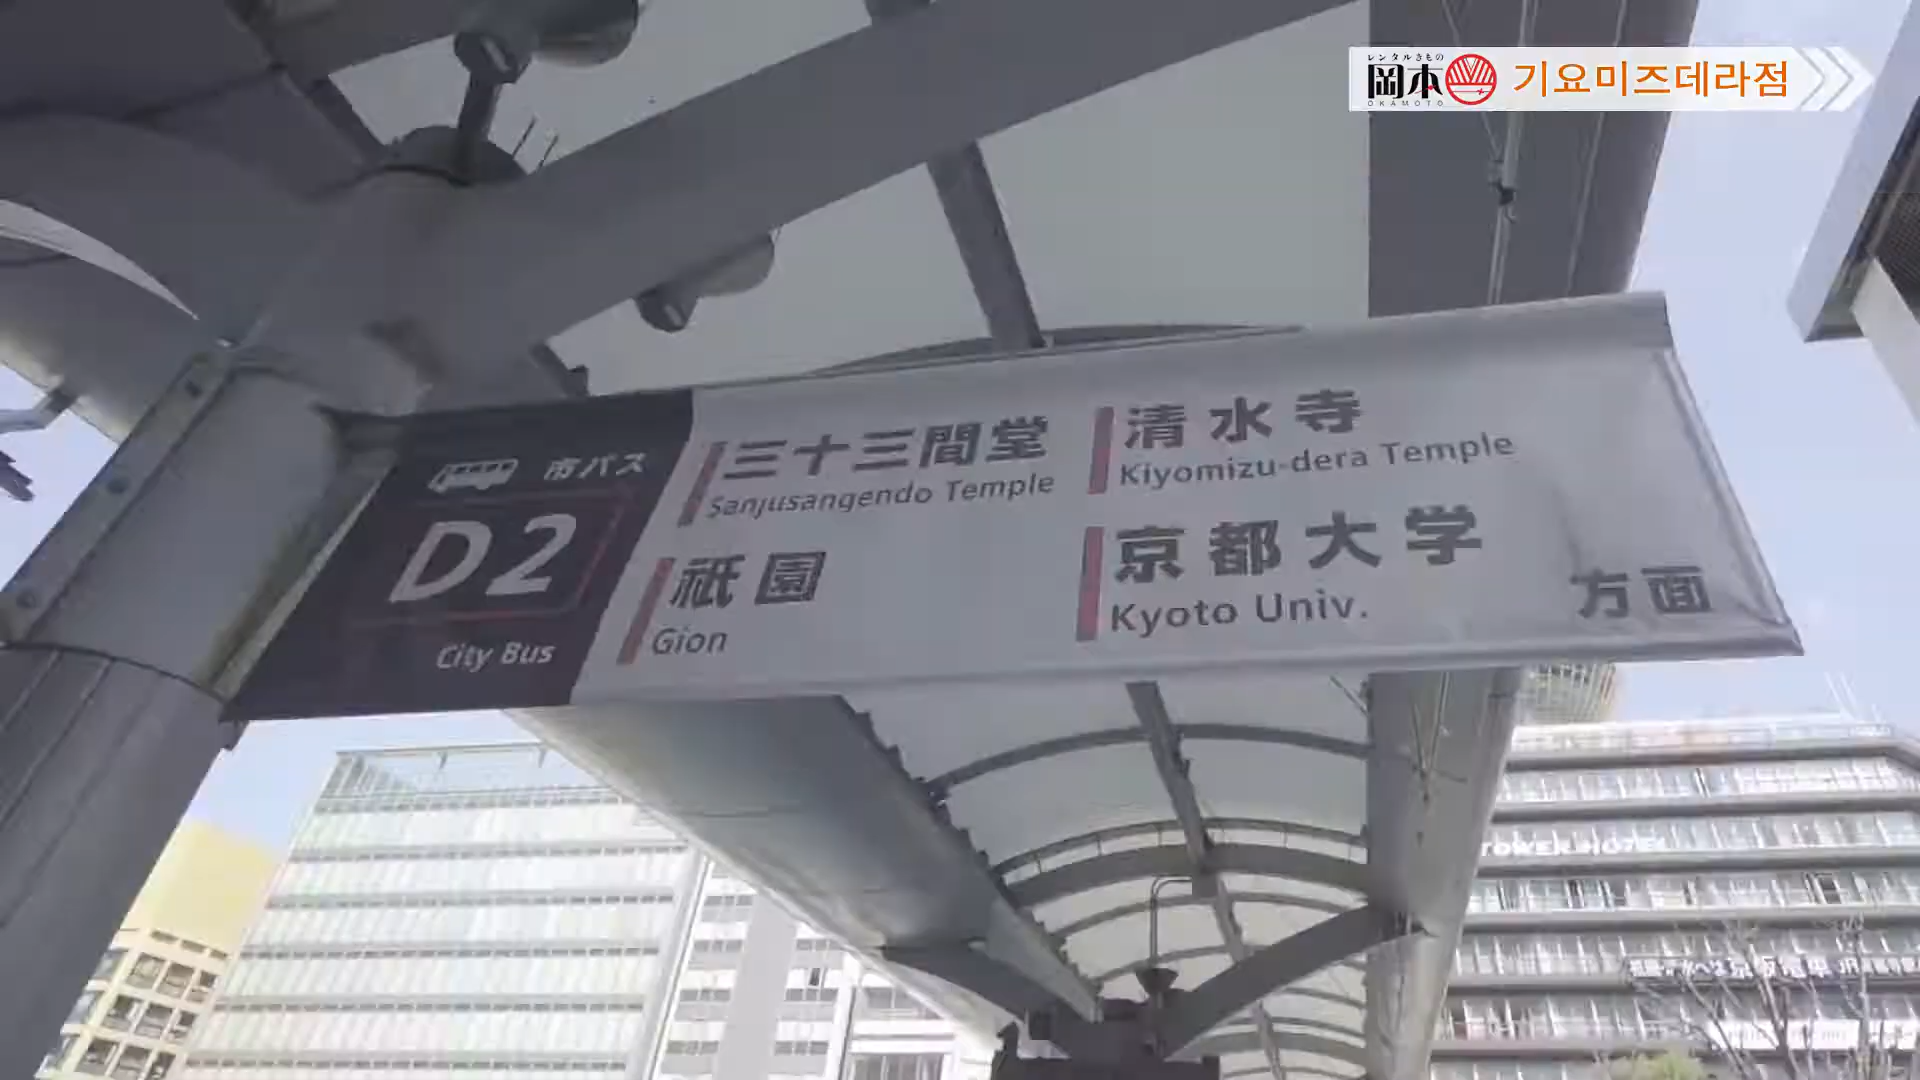 レンタルきもの
岡本
OKAMOTO
기요미즈데라점
市バス
D2
City Bus
三十三間堂
Sanjusangendo Temple
清水寺
Kiyomizu-dera Temple
祇園
Gion
京都大学
Kyoto Univ.
方面
TOWER HOTEL